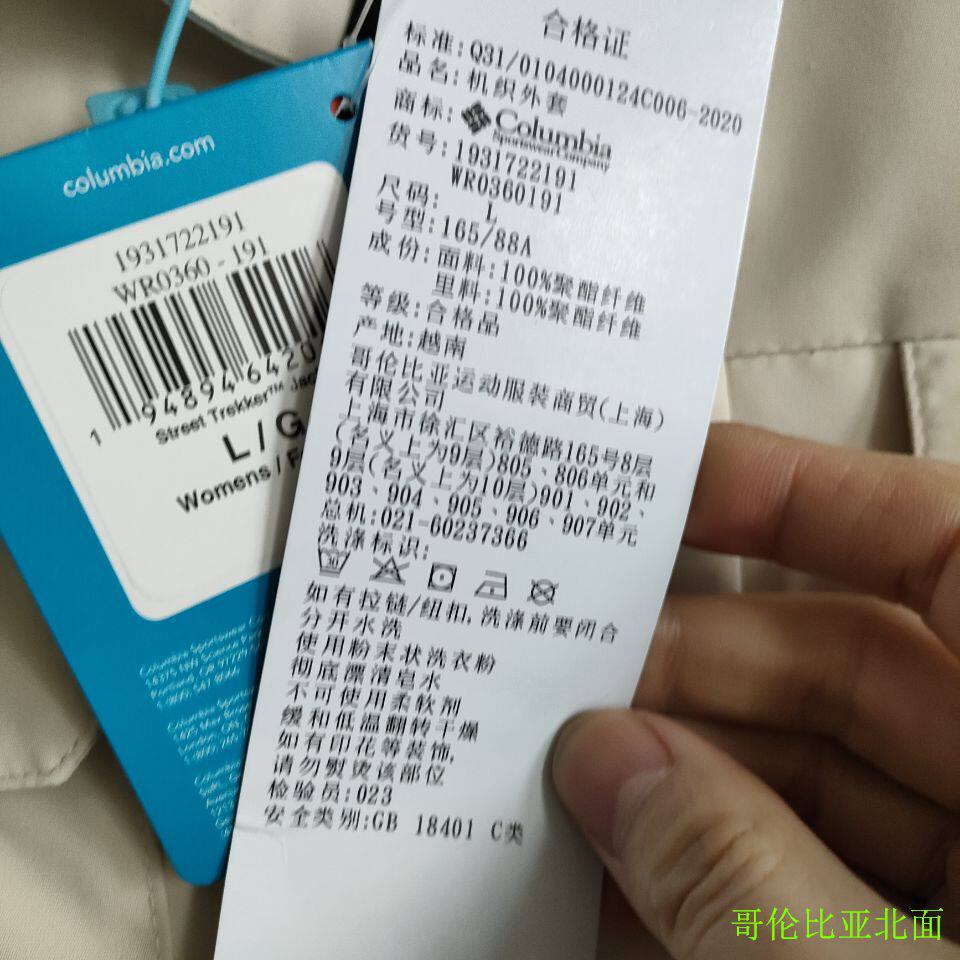 合格证
标准:Q31/0104000124C006-2020
品名:机织外套
商标:Columbia
Sportswear Company
货号:1931722191
WR0360191
尺码: L
号型:165/88A
成份:面料:100%聚酯纤维
里料:100%聚酯纤维
等级:合格品
产地:越南
哥伦比亚运动服装商贸(上海)
有限公司
上海市徐汇区裕德路165号8层
(名义上为9层)805、806单元和
9层(名义上为10层)901、902、
903、904、905、906、907单元
总机:021-60237366
洗涤标识:
30
如有拉链/纽扣,洗涤前要闭合
分开水洗
使用粉末状洗衣粉
彻底漂清皂水
不可使用柔软剂
缓和低温翻转干燥
如有印花等装饰,
请勿熨烫该部位
检验员:023
安全类别:GB 18401 C类
columbia.com
1931722191
WR0360 - 191
1 94894 6420
Street Trekker™ Jac
L / G
Womens / F
Columbia Sportswear
14375 NW Science Par
Portland, OR 97229
哥伦比亚北面